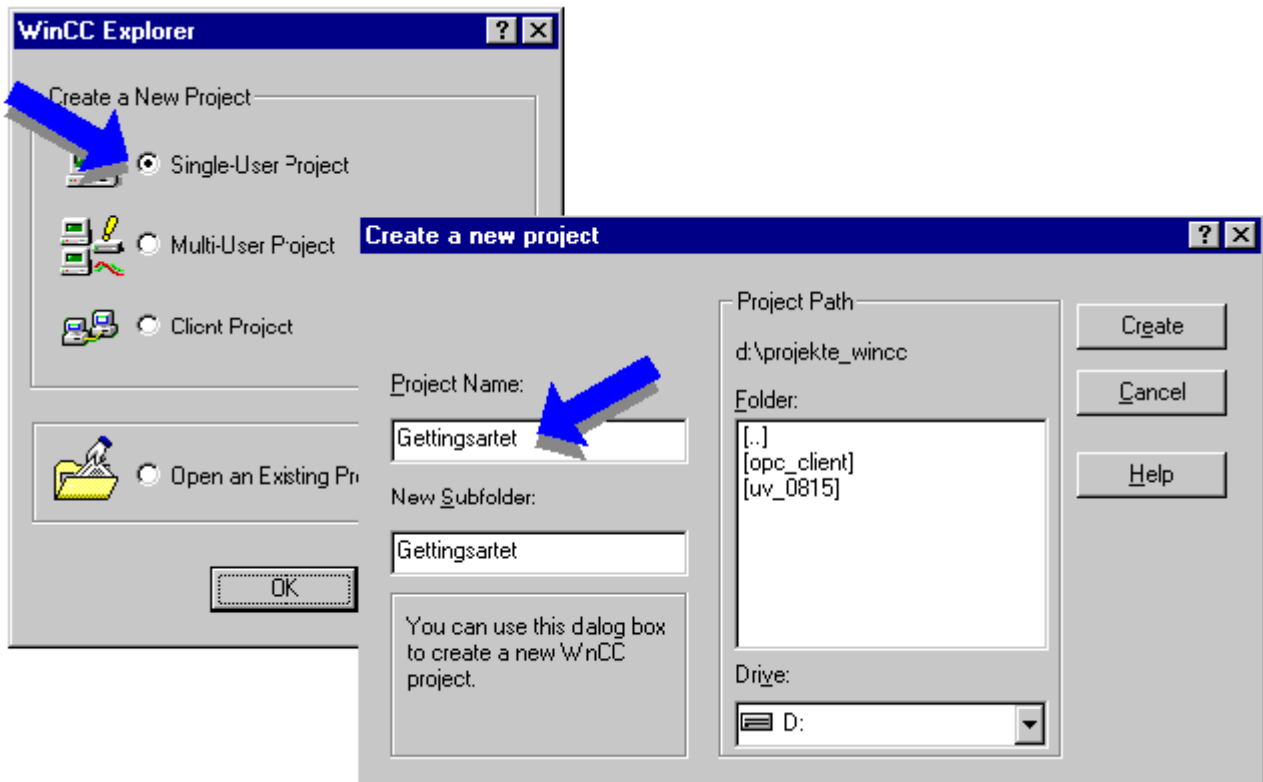 WinCC Explorer
Create a New Project
Single-User Project
Multi-User Project
Client Project
Open an Existing Pr
OK
Create a new project
Project Name:
Gettingsartet
New Subfolder:
Gettingsartet
You can use this dialog box
to create a new WinCC
project.
Project Path
d:\projekte_wincc
Folder:
[..]
[opc_client]
[uv_0815]
Drive:
D:
Create
Cancel
Help